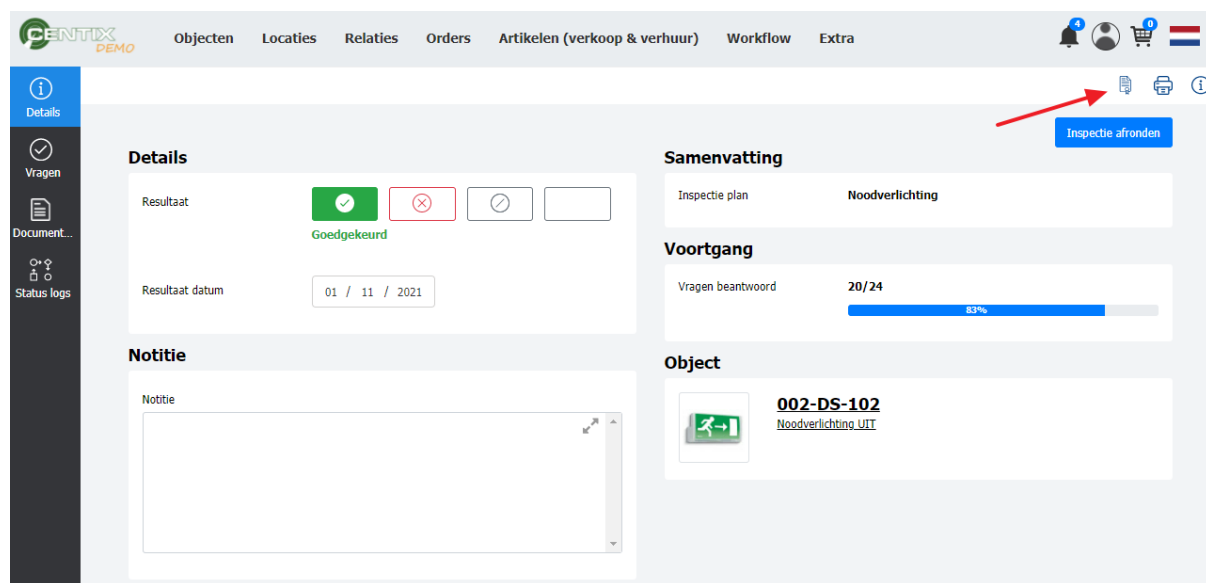 CENTIX
DEMO
Objecten Locaties Relaties Orders Artikelen (verkoop & verhuur) Workflow Extra
4
0
Details
Vragen
Document...
Status logs
Inspectie afronden
Details
Resultaat
Goedgekeurd
Resultaat datum
01 / 11 / 2021
Notitie
Notitie
Samenvatting
Inspectie plan Noodverlichting
Voortgang
Vragen beantwoord 20/24
83%
Object
002-DS-102
Noodverlichting UIT